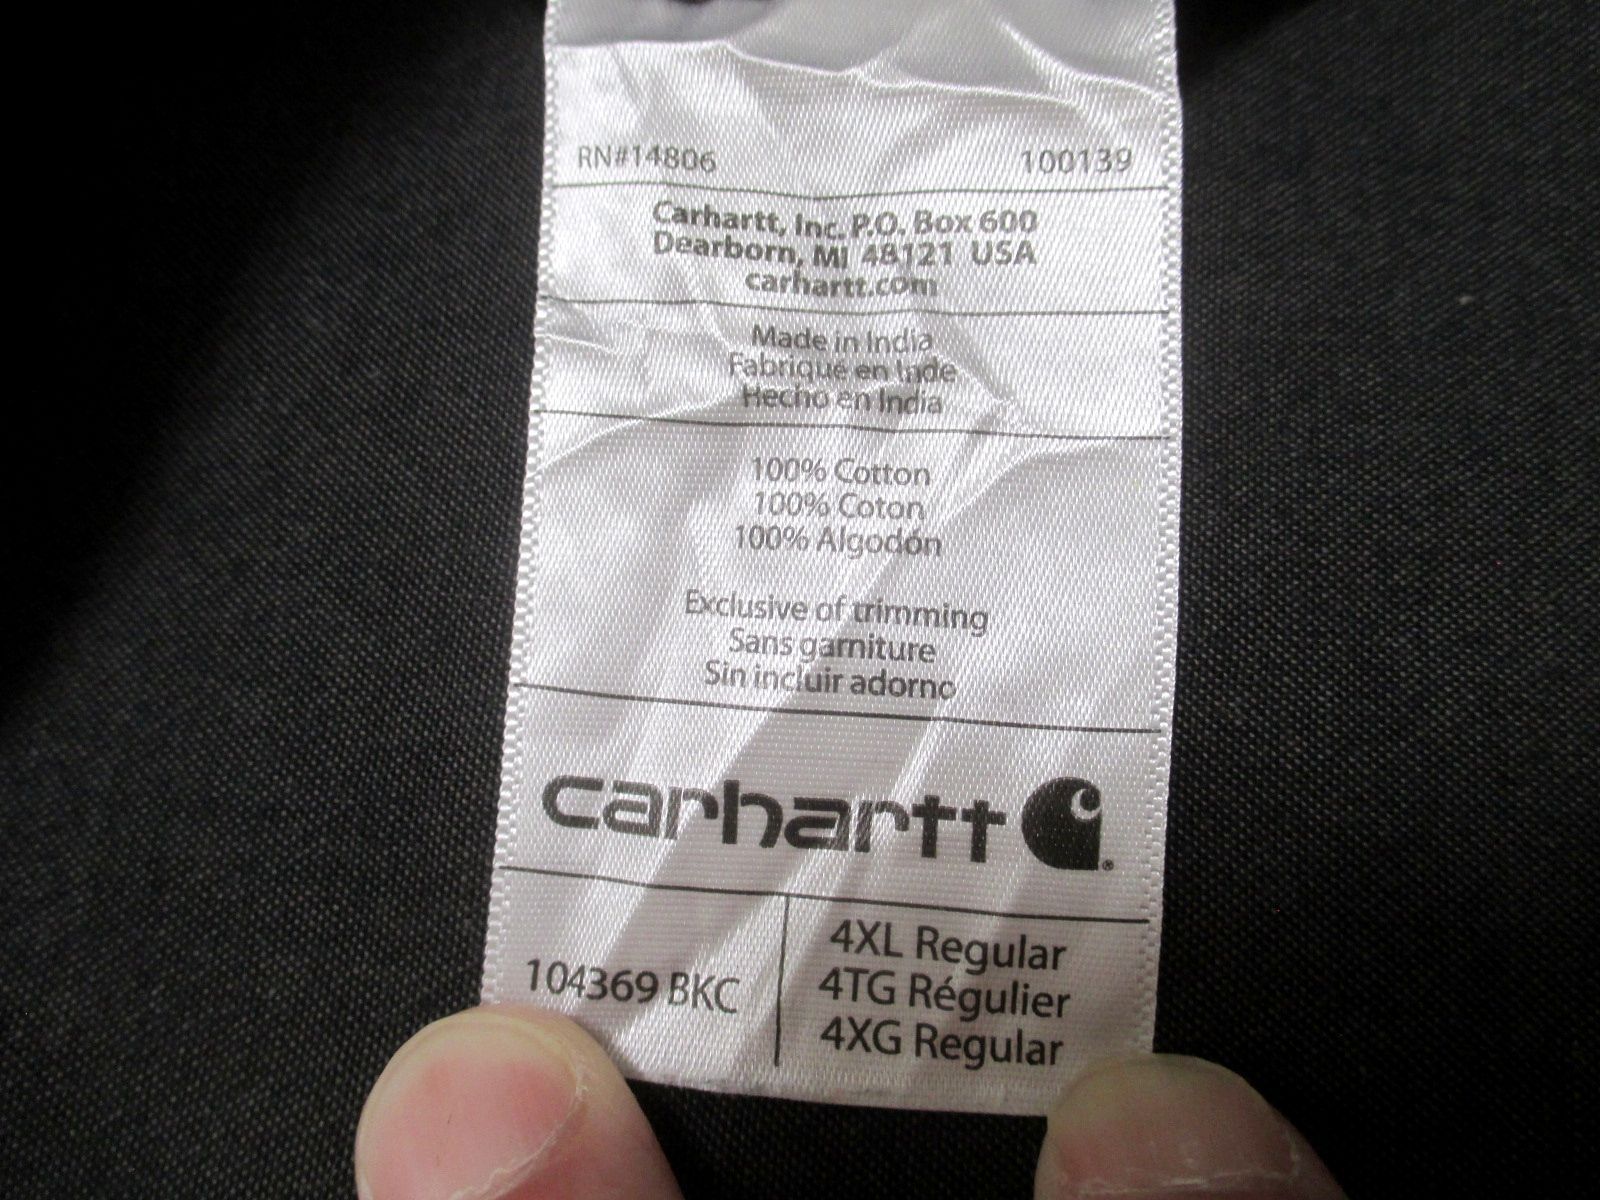 RN#14806 100139
Carhartt, Inc. P.O. Box 600
Dearborn, MI 48121 USA
carhartt.com
Made in India
Fabriqué en Inde
Hecho en India
100% Cotton
100% Coton
100% Algodón
Exclusive of trimming
Sans garniture
Sin incluir adorno
carhartt ®
104369 BKC
4XL Regular
4TG Régulier
4XG Regular